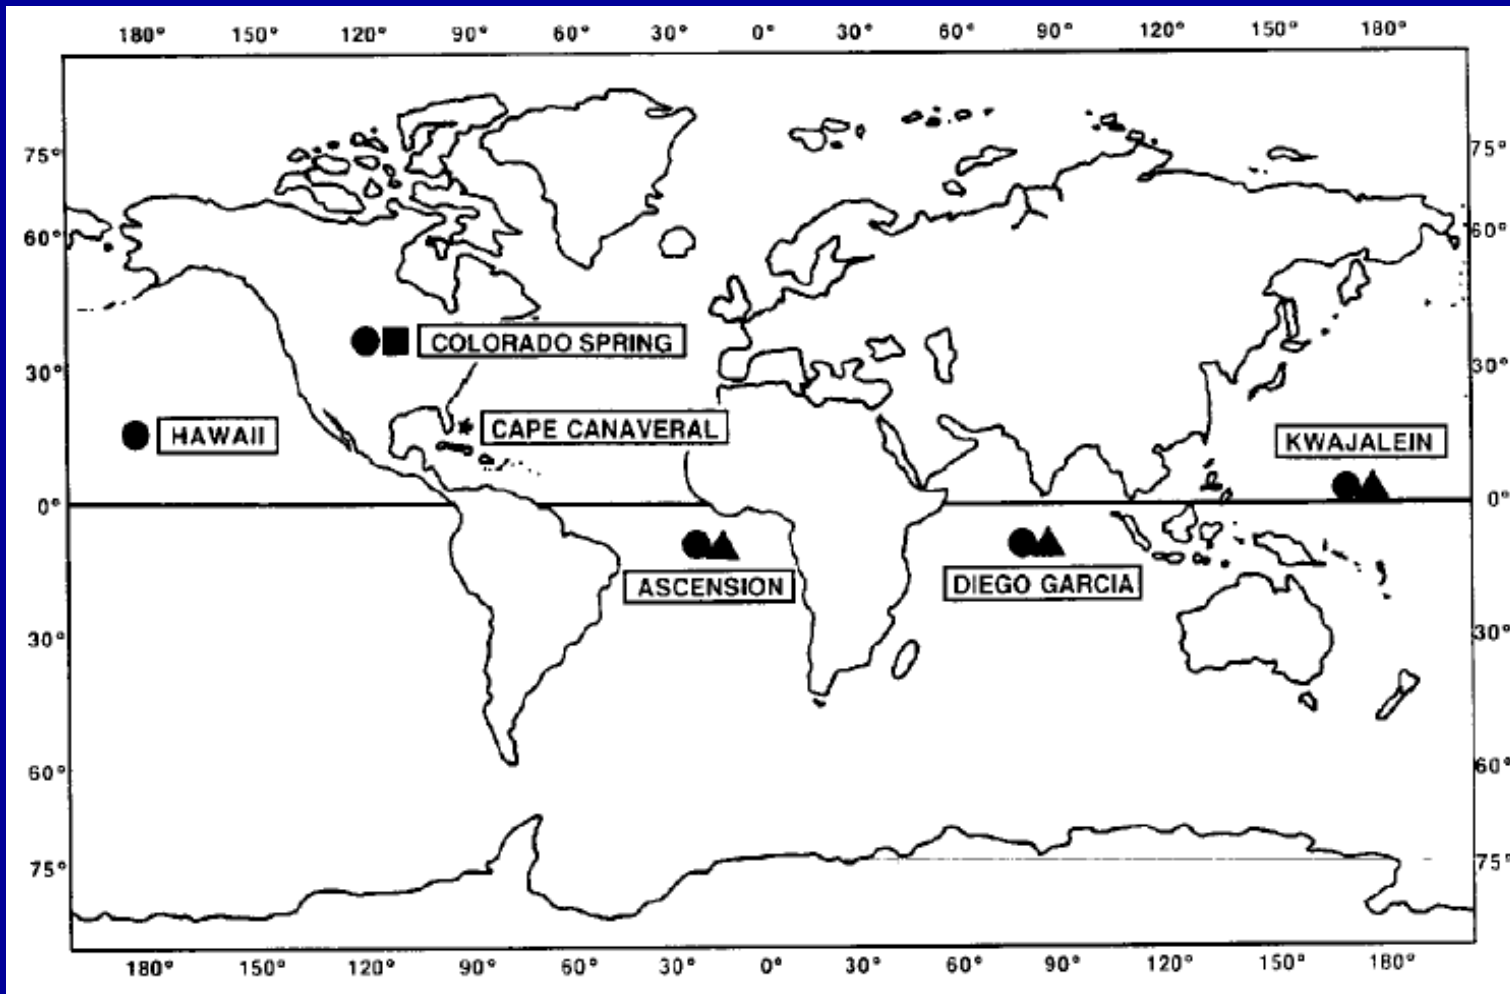 180° 150° 120° 90° 60° 30° 0° 30° 60° 90° 120° 150° 180°
75° 75°
60° 60°
COLORADO SPRING
30° 30°
HAWAII
CAPE CANAVERAL
KWAJALEIN
0° 0°
ASCENSION
DIEGO GARCIA
30° 30°
60° 60°
75° 75°
180° 150° 120° 90° 60° 30° 0° 30° 60° 90° 120° 150° 180°